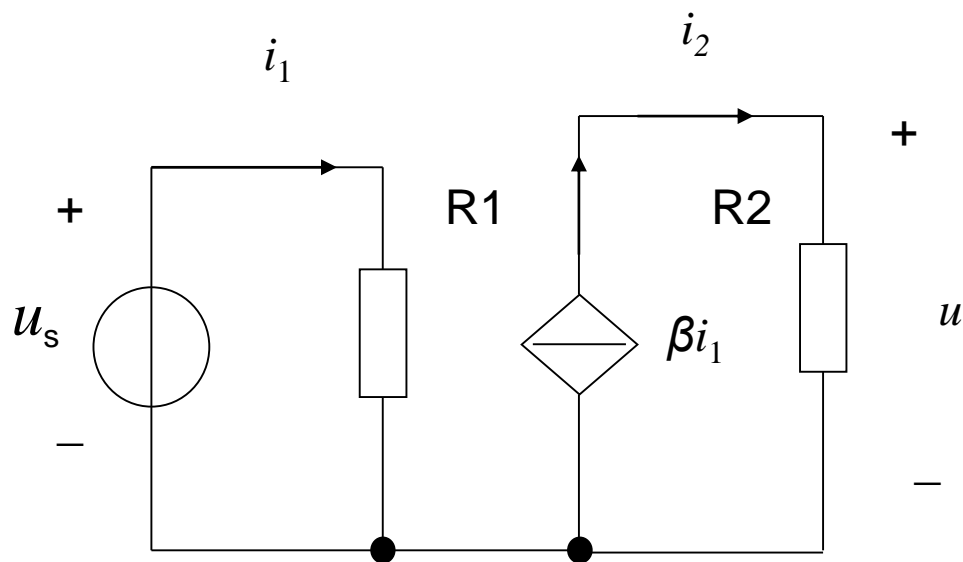 i₁
i₂
+
+
R1
R2
uₛ
βi₁
u
–
–